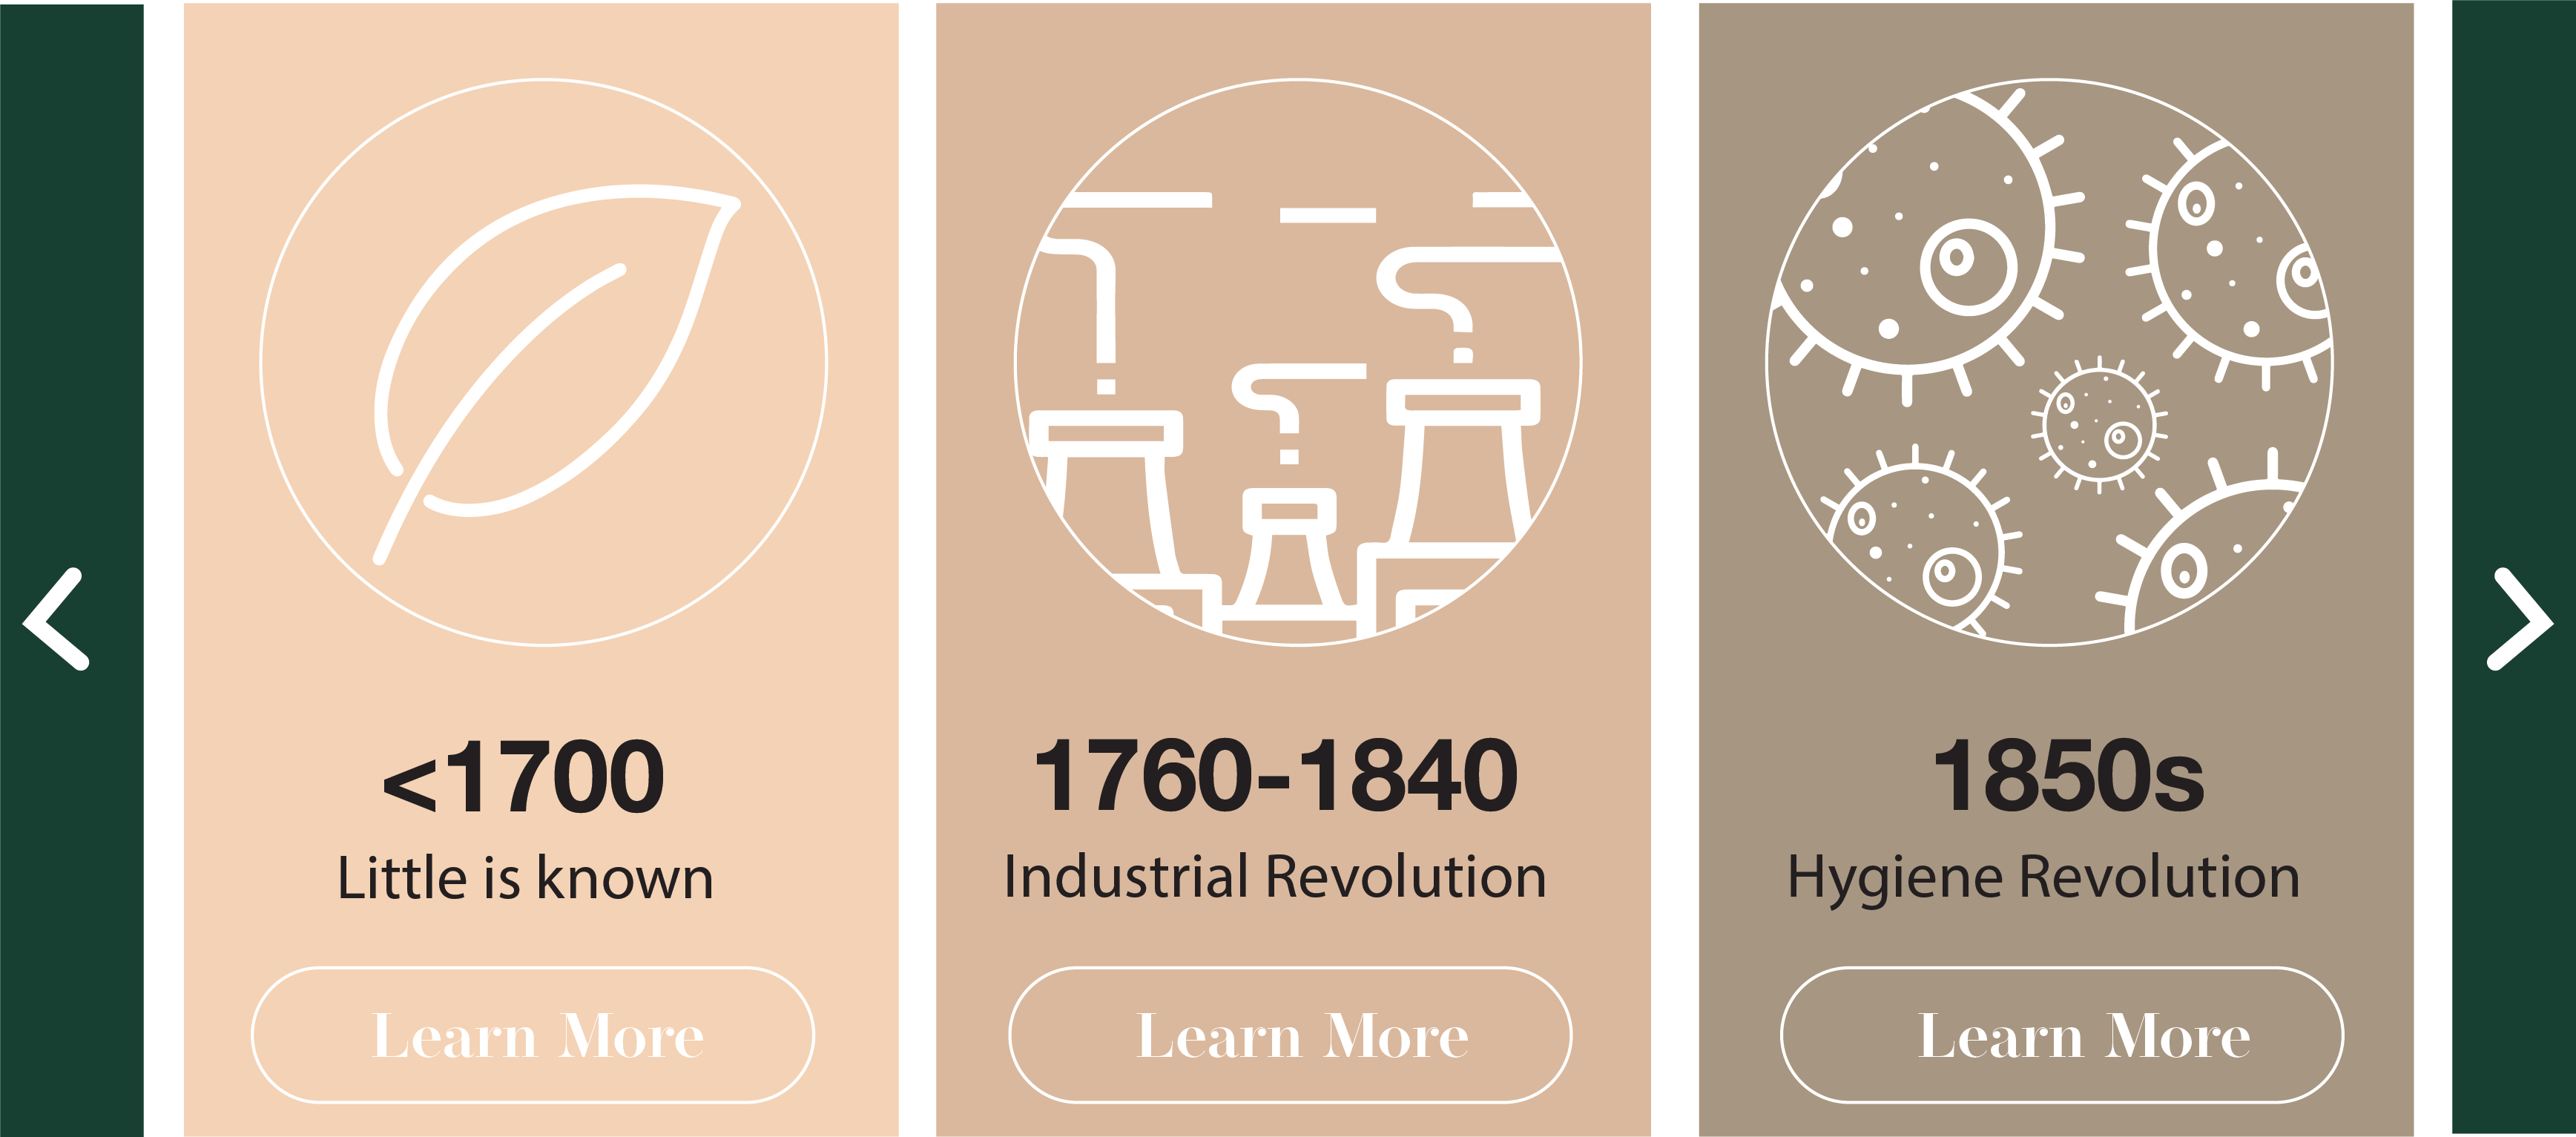 <1700
Little is known
Learn More
1760-1840
Industrial Revolution
Learn More
1850s
Hygiene Revolution
Learn More